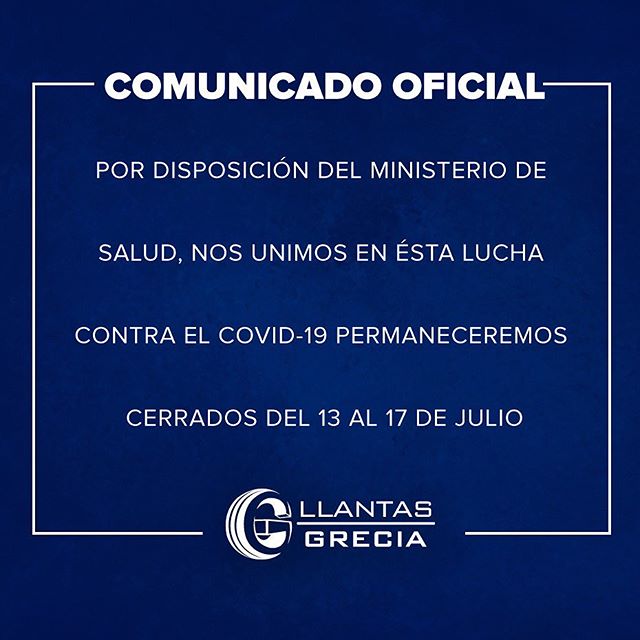 COMUNICADO OFICIAL
POR DISPOSICIÓN DEL MINISTERIO DE
SALUD, NOS UNIMOS EN ÉSTA LUCHA
CONTRA EL COVID-19 PERMANECEREMOS
CERRADOS DEL 13 AL 17 DE JULIO
LLANTAS
GRECIA